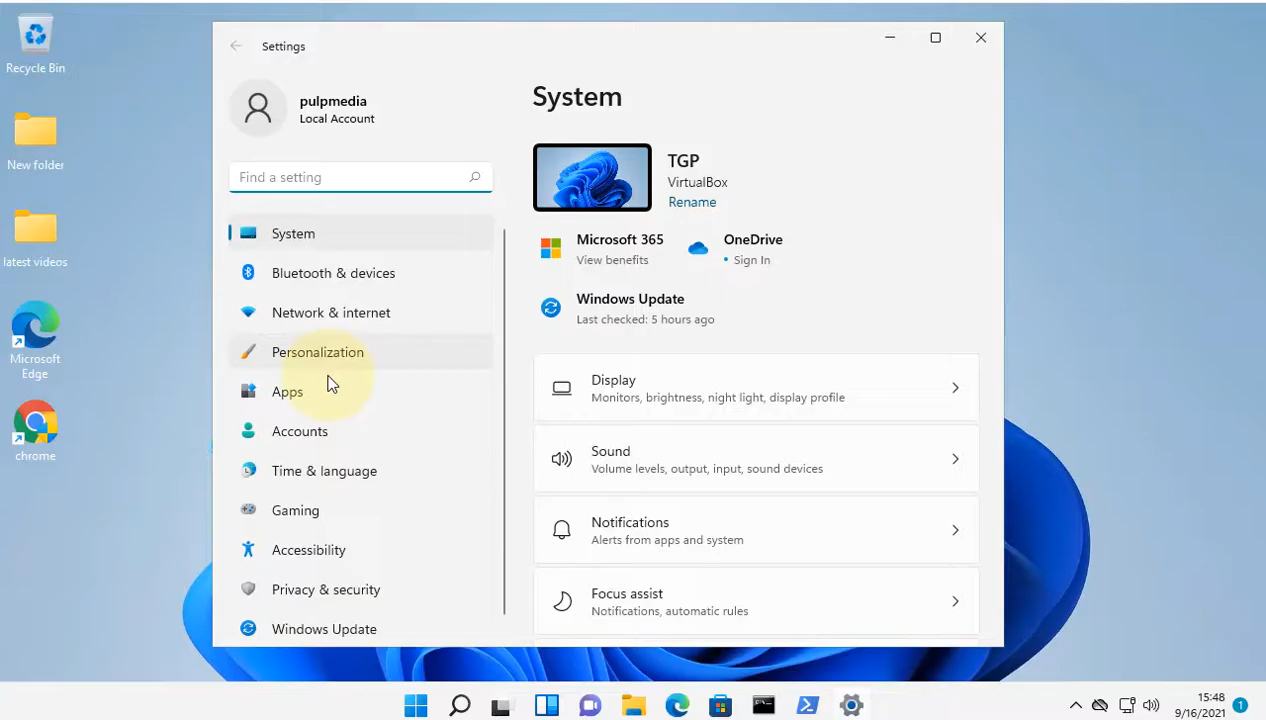 Recycle Bin
New folder
latest videos
Microsoft
Edge
chrome
Settings
pulpmedia
Local Account
Find a setting
System
Bluetooth & devices
Network & internet
Personalization
Apps
Accounts
Time & language
Gaming
Accessibility
Privacy & security
Windows Update
System
TGP
VirtualBox
Rename
Microsoft 365
View benefits
OneDrive
• Sign In
Windows Update
Last checked: 5 hours ago
Display
Monitors, brightness, night light, display profile
Sound
Volume levels, output, input, sound devices
Notifications
Alerts from apps and system
Focus assist
Notifications, automatic rules
15:48
9/16/2021
1